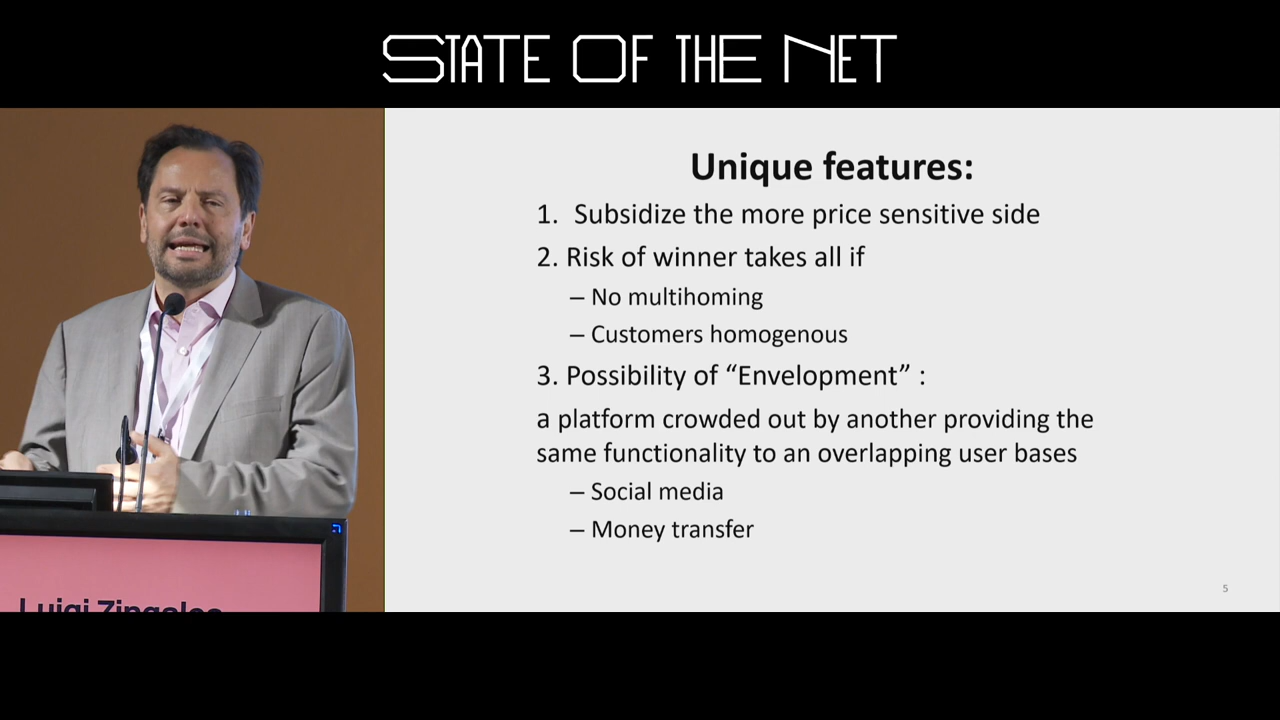 STATE OF THE NET
Unique features:
1. Subsidize the more price sensitive side
2. Risk of winner takes all if
– No multihoming
– Customers homogenous
3. Possibility of “Envelopment” :
a platform crowded out by another providing the
same functionality to an overlapping user bases
– Social media
– Money transfer
5
Luigi Zingales